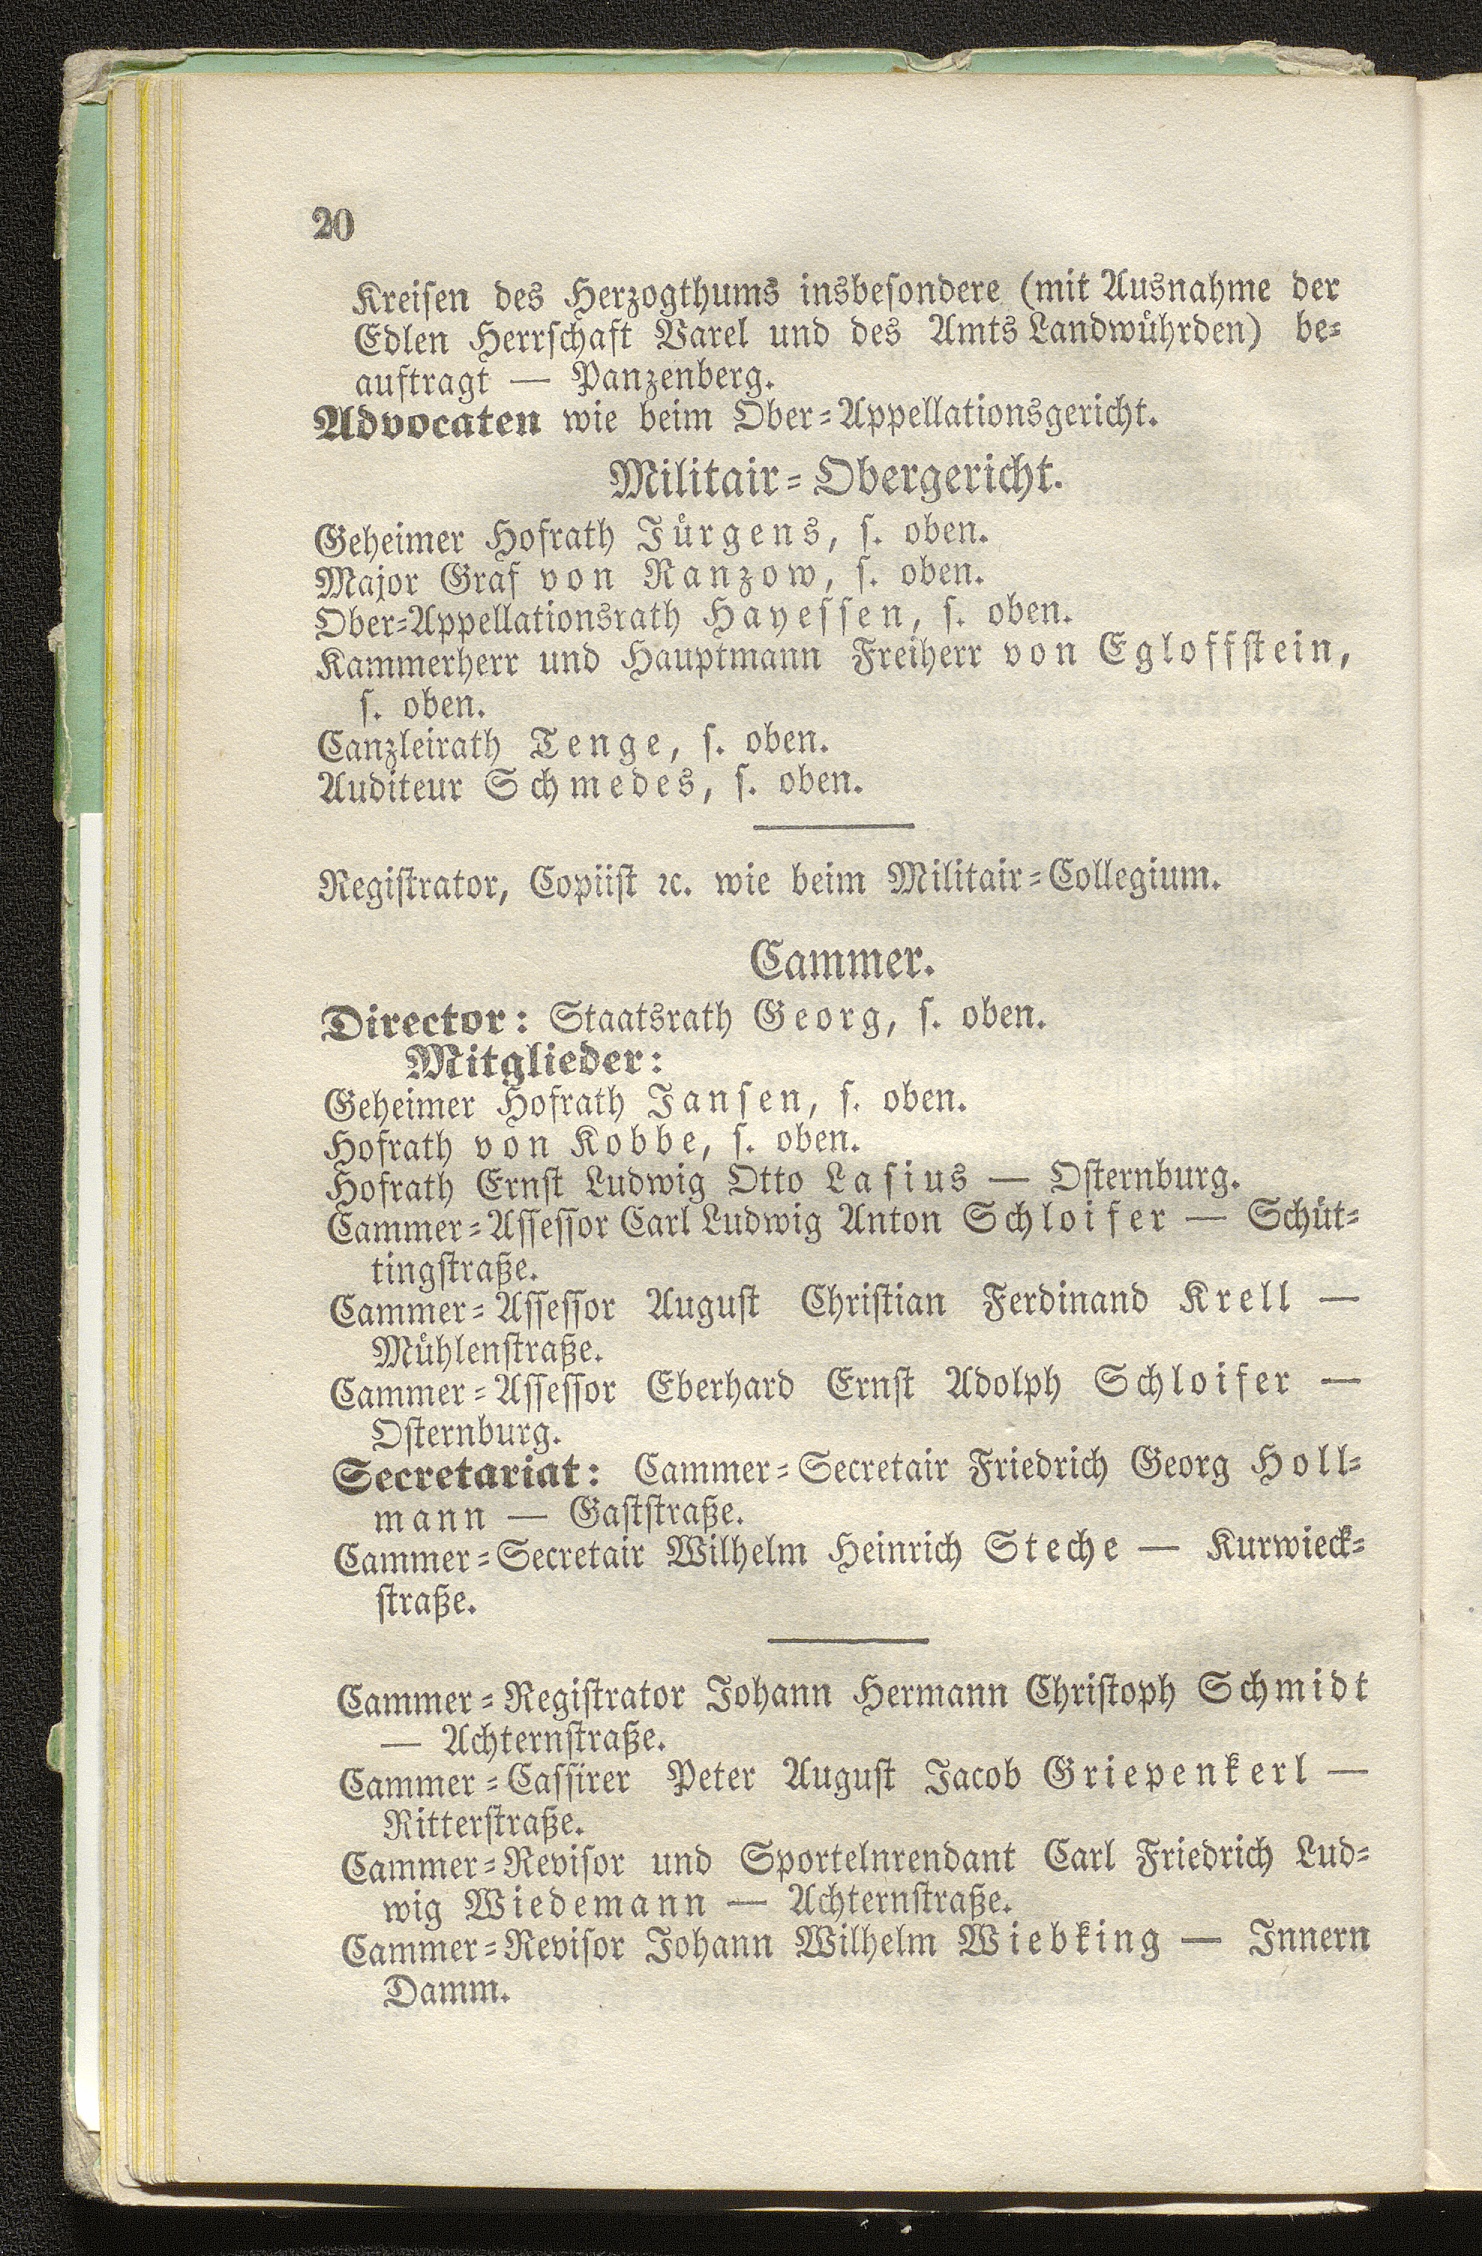 20
Kreisen des Herzogthums insbesondere (mit Ausnahme der
Edlen Herrschaft Varel und des Amts Landwührden) be-
auftragt — Panzenberg.
Advocaten wie beim Ober-Appellationsgericht.
Militair-Obergericht.
Geheimer Hofrath Jürgens, s. oben.
Major Graf von Ranzow, s. oben.
Ober-Appellationsrath Hayessen, s. oben.
Kammerherr und Hauptmann Freiherr von Egloffstein,
s. oben.
Canzleirath Tenge, s. oben.
Auditeur Schmedes, s. oben.
Registrator, Copiist ꝛc. wie beim Militair-Collegium.
Cammer.
Director: Staatsrath Georg, s. oben.
Mitglieder:
Geheimer Hofrath Jansen, s. oben.
Hofrath von Kobbe, s. oben.
Hofrath Ernst Ludwig Otto Lasius — Osternburg.
Cammer-Assessor Carl Ludwig Anton Schloifer — Schüt-
tingstraße.
Cammer-Assessor August Christian Ferdinand Krell —
Mühlenstraße.
Cammer-Assessor Eberhard Ernst Adolph Schloifer —
Osternburg.
Secretariat: Cammer-Secretair Friedrich Georg Holl-
mann — Gaststraße.
Cammer-Secretair Wilhelm Heinrich Steche — Kurwieck-
straße.
Cammer-Registrator Johann Hermann Christoph Schmidt
— Achternstraße.
Cammer-Cassirer Peter August Jacob Griepenkerl —
Ritterstraße.
Cammer-Revisor und Sportelnrendant Carl Friedrich Lud-
wig Wiedemann — Achternstraße.
Cammer-Revisor Johann Wilhelm Wiebking — Innern
Damm.